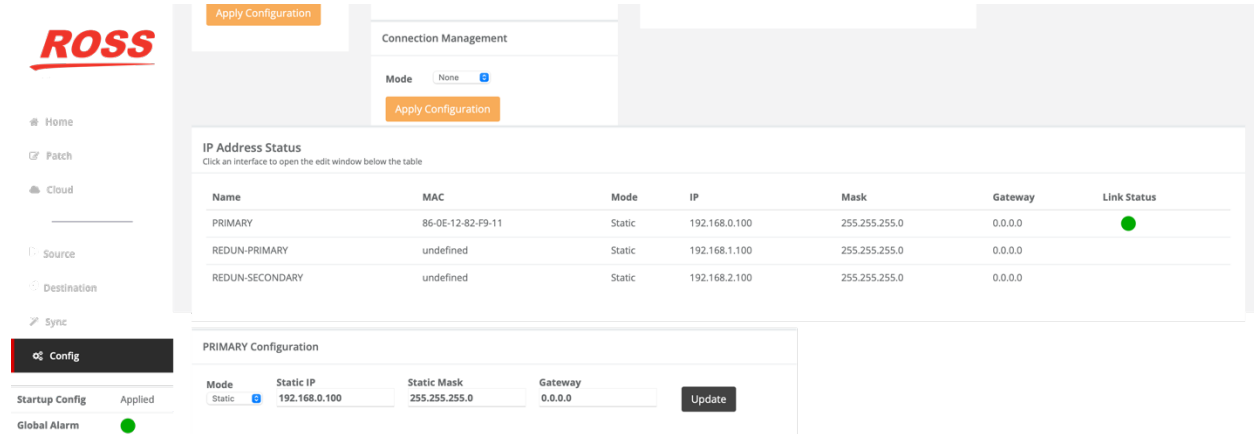 ROSS
Home
Patch
Cloud
Source
Destination
Sync
Config
Startup Config Applied
Global Alarm
Apply Configuration
Connection Management
Mode None
Apply Configuration
IP Address Status
Click an interface to open the edit window below the table
Name MAC Mode IP Mask Gateway Link Status
PRIMARY 86-0E-12-82-F9-11 Static 192.168.0.100 255.255.255.0 0.0.0.0
REDUN-PRIMARY undefined Static 192.168.1.100 255.255.255.0 0.0.0.0
REDUN-SECONDARY undefined Static 192.168.2.100 255.255.255.0 0.0.0.0
PRIMARY Configuration
Mode Static IP Static Mask Gateway
Static 192.168.0.100 255.255.255.0 0.0.0.0 Update